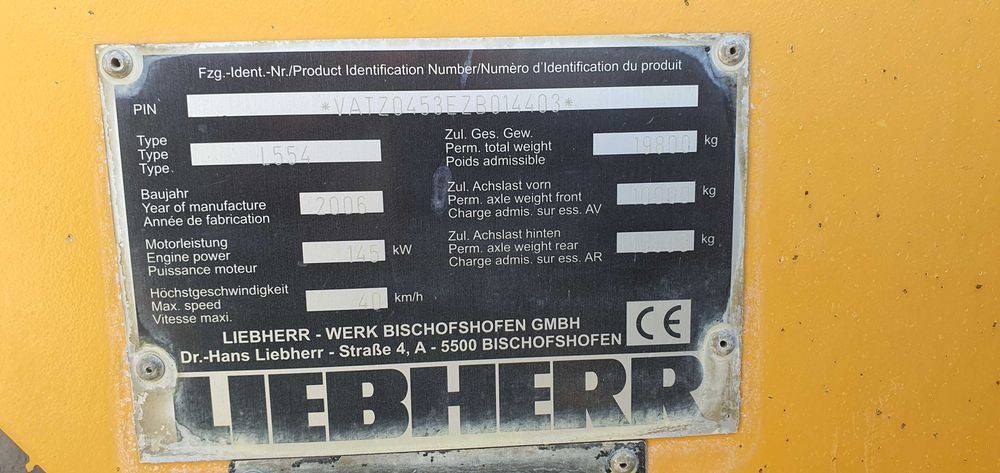 Fzg.-Ident.-Nr./Product Identification Number/Numèro d'Identification du produit
PIN *VATZ0453EZB014403*
Type
Type L554
Type.
Baujahr
Year of manufacture 2006
Année de fabrication
Motorleistung
Engine power 145 kW
Puissance moteur
Höchstgeschwindigkeit
Max. speed 40 km/h
Vitesse maxi.
Zul. Ges. Gew.
Perm. total weight 19800 kg
Poids admissible
Zul. Achslast vorn
Perm. axle weight front kg
Charge admis. sur ess. AV
Zul. Achslast hinten
Perm. axle weight rear kg
Charge admis. sur ess. AR
LIEBHERR - WERK BISCHOFSHOFEN GMBH
Dr.-Hans Liebherr - Straße 4, A - 5500 BISCHOFSHOFEN
CE
LIEBHERR